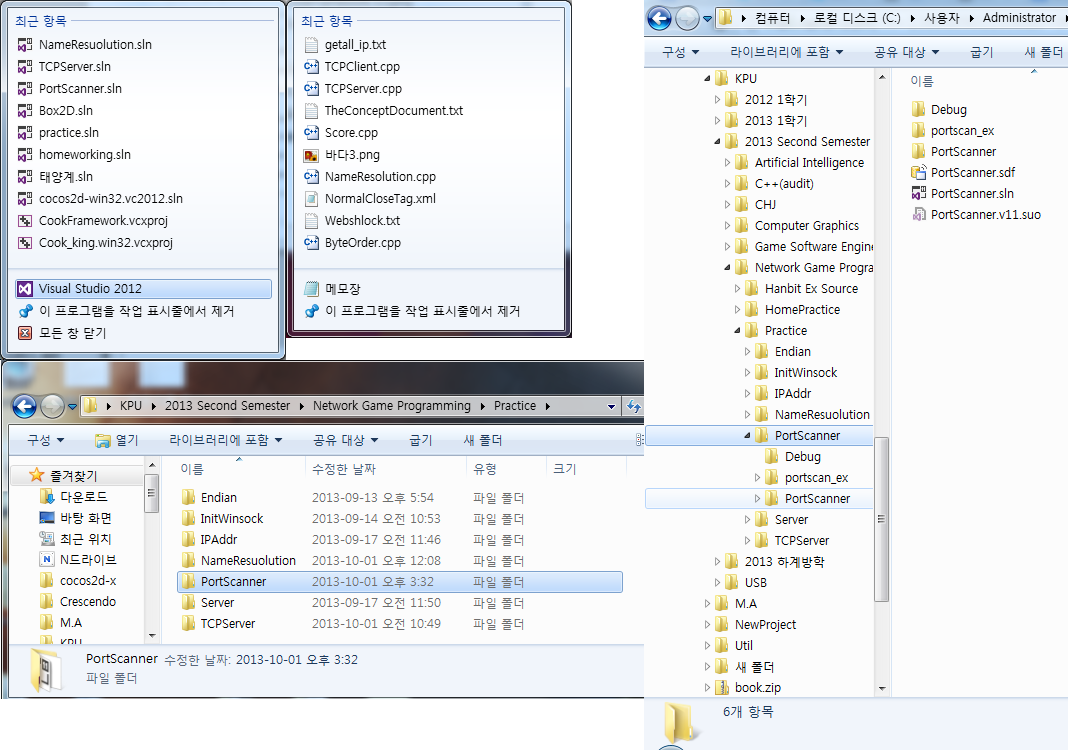 최근 항목
NameResuolution.sln
TCPServer.sln
PortScanner.sln
Box2D.sln
practice.sln
homeworking.sln
태양계.sln
cocos2d-win32.vc2012.sln
CookFramework.vcxproj
Cook_king.win32.vcxproj
Visual Studio 2012
이 프로그램을 작업 표시줄에서 제거
모든 창 닫기
최근 항목
getall_ip.txt
TCPClient.cpp
TCPServer.cpp
TheConceptDocument.txt
Score.cpp
바다3.png
NameResolution.cpp
NormalCloseTag.xml
Webshlock.txt
ByteOrder.cpp
메모장
이 프로그램을 작업 표시줄에서 제거
KPU 2013 Second Semester Network Game Programming Practice
구성 열기 라이브러리에 포함 공유 대상 굽기 새 폴더
즐겨찾기
다운로드
바탕 화면
최근 위치
N드라이브
cocos2d-x
Crescendo
M.A
KPU
이름 수정한 날짜 유형 크기
Endian 2013-09-13 오후 5:54 파일 폴더
InitWinsock 2013-09-14 오전 10:53 파일 폴더
IPAddr 2013-09-17 오전 11:46 파일 폴더
NameResuolution 2013-10-01 오후 12:08 파일 폴더
PortScanner 2013-10-01 오후 3:32 파일 폴더
Server 2013-09-17 오전 11:50 파일 폴더
TCPServer 2013-10-01 오전 10:49 파일 폴더
PortScanner 수정한 날짜: 2013-10-01 오후 3:32
파일 폴더
컴퓨터 로컬 디스크 (C:) 사용자 Administrator
구성 라이브러리에 포함 공유 대상 굽기 새 폴더
KPU
2012 1학기
2013 1학기
2013 Second Semester
Artificial Intelligence
C++(audit)
CHJ
Computer Graphics
Game Software Engine
Network Game Progra
Hanbit Ex Source
HomePractice
Practice
Endian
InitWinsock
IPAddr
NameResuolution
PortScanner
Debug
portscan_ex
PortScanner
Server
TCPServer
2013 하계방학
USB
M.A
NewProject
Util
새 폴더
book.zip
이름
Debug
portscan_ex
PortScanner
PortScanner.sdf
PortScanner.sln
PortScanner.v11.suo
6개 항목